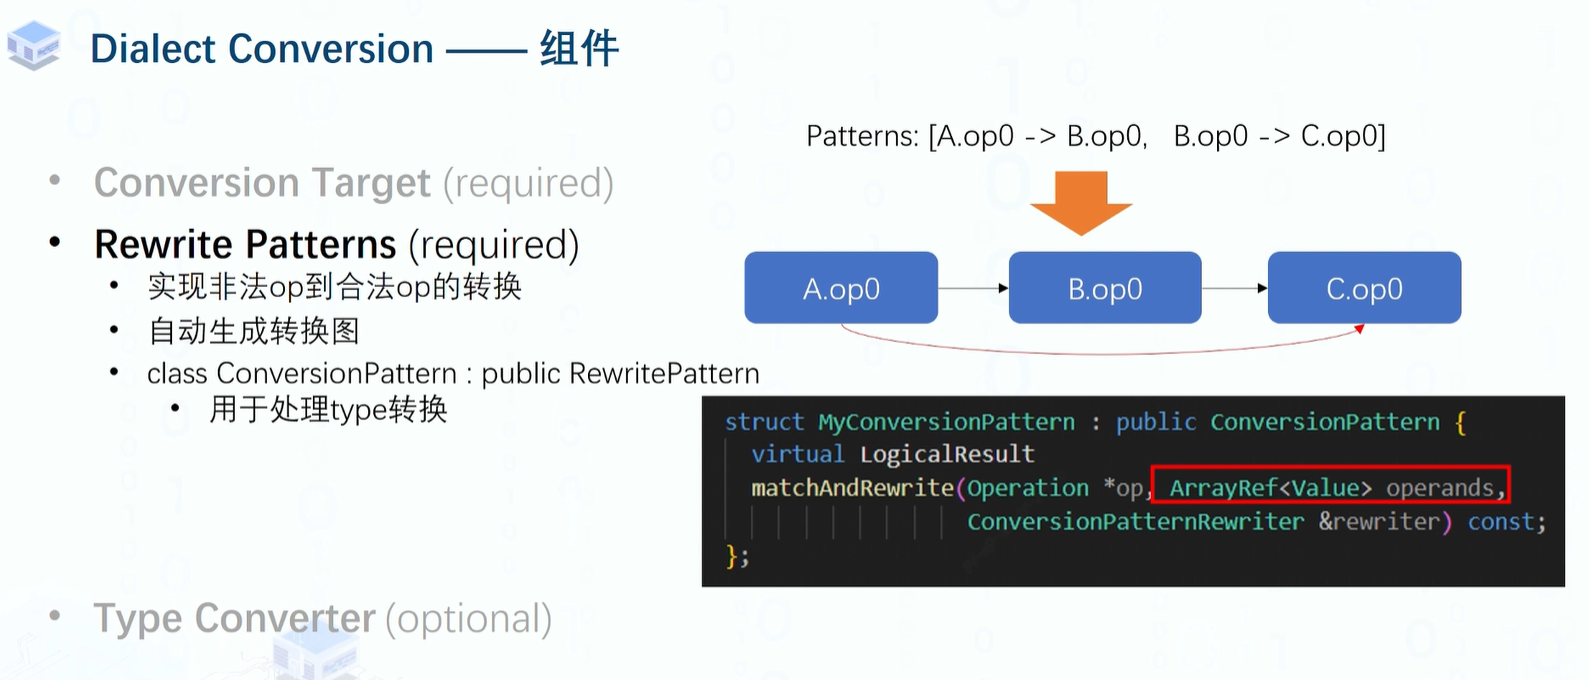 Dialect Conversion —— 组件
Patterns: [A.op0 -> B.op0,   B.op0 -> C.op0]
• Conversion Target (required)
• Rewrite Patterns (required)
• 实现非法op到合法op的转换
• 自动生成转换图
• class ConversionPattern : public RewritePattern
• 用于处理type转换
A.op0
B.op0
C.op0
struct MyConversionPattern : public ConversionPattern {
virtual LogicalResult
matchAndRewrite(Operation *op, ArrayRef<Value> operands,
ConversionPatternRewriter &rewriter) const;
};
• Type Converter (optional)